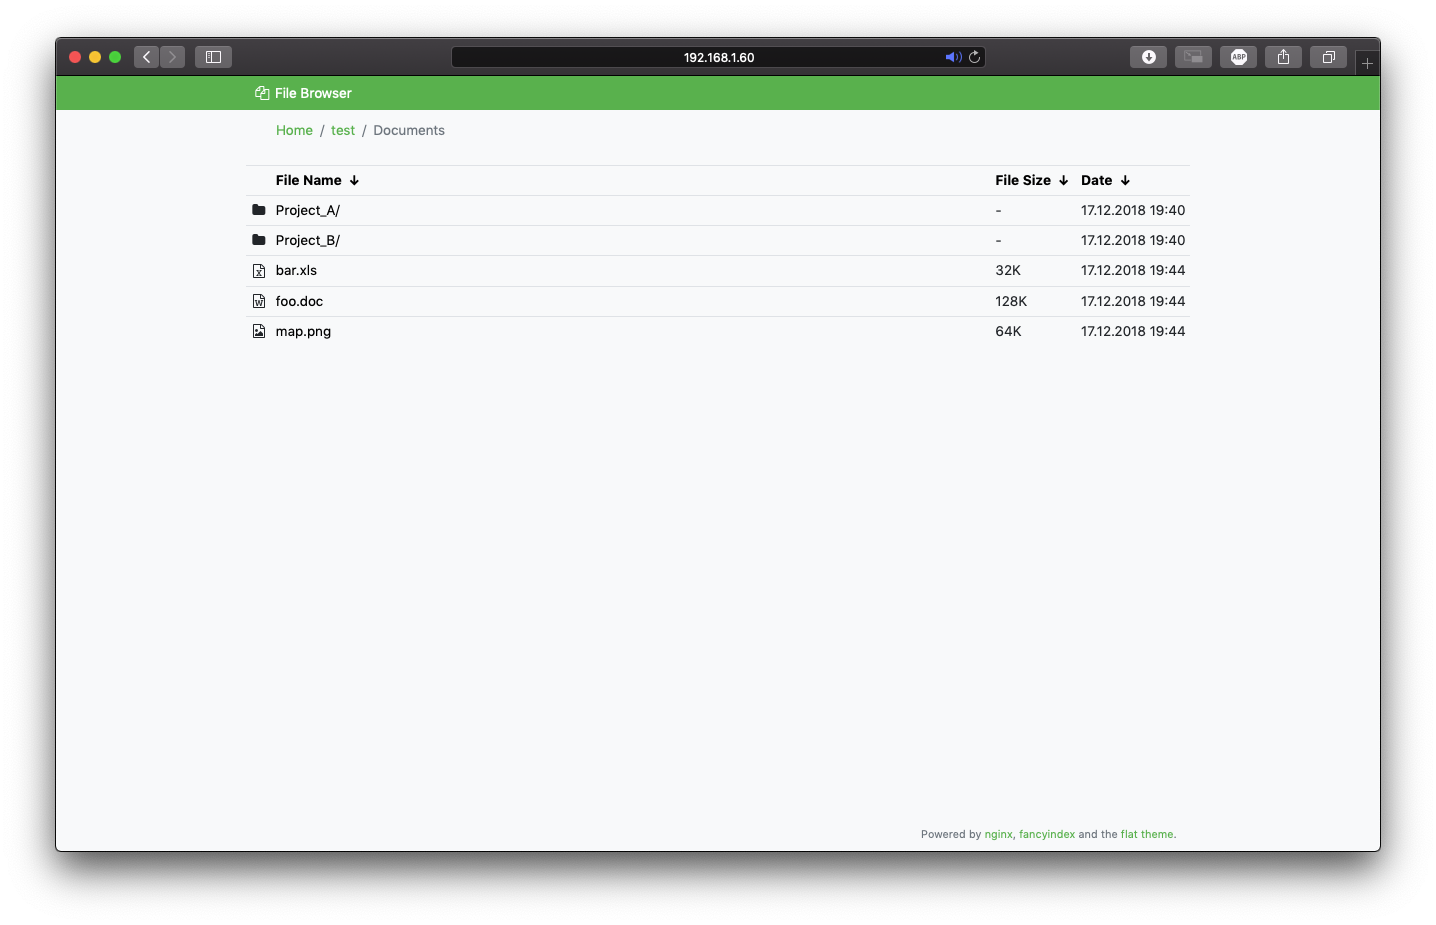 192.168.1.60
ABP
File Browser
Home / test / Documents
File Name ↓ File Size ↓ Date ↓
Project_A/ - 17.12.2018 19:40
Project_B/ - 17.12.2018 19:40
bar.xls 32K 17.12.2018 19:44
foo.doc 128K 17.12.2018 19:44
map.png 64K 17.12.2018 19:44
Powered by nginx, fancyindex and the flat theme.